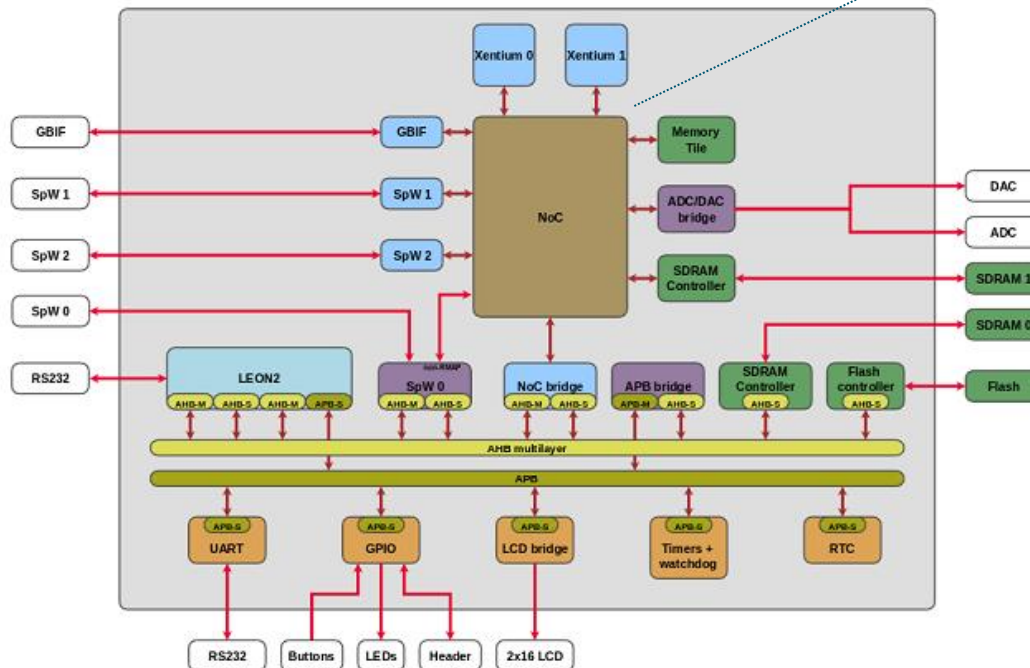 Xentium 0
Xentium 1
GBIF
GBIF
NoC
Memory
Tile
SpW 1
SpW 1
ADC/DAC
bridge
DAC
ADC
SpW 2
SpW 2
SDRAM
Controller
SDRAM 1
SpW 0
SDRAM 0
RS232
LEON2
AHB-M
AHB-S
AHB-M
APB-S
SpW 0
AHB-M
AHB-S
NoC bridge
AHB-M
AHB-S
APB bridge
APB-M
AHB-S
SDRAM
Controller
AHB-S
Flash
controller
AHB-S
Flash
AHB multilayer
APB
APB-S
UART
APB-S
GPIO
APB-S
LCD bridge
APB-S
Timers +
watchdog
APB-S
RTC
RS232
Buttons
LEDs
Header
2x16 LCD